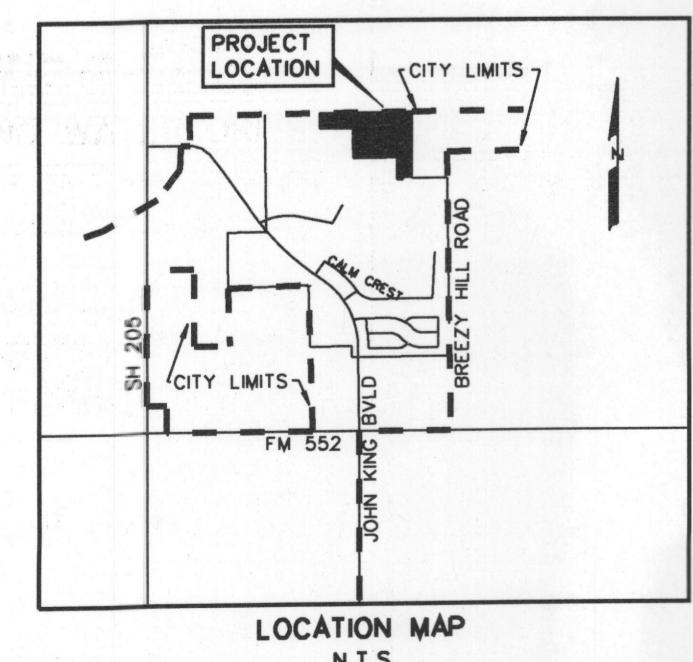 PROJECT
LOCATION
CITY LIMITS
N
CALM CREST
BREEZY HILL ROAD
SH 205
CITY LIMITS
JOHN KING BVLD
FM 552
LOCATION MAP
N.T.S.